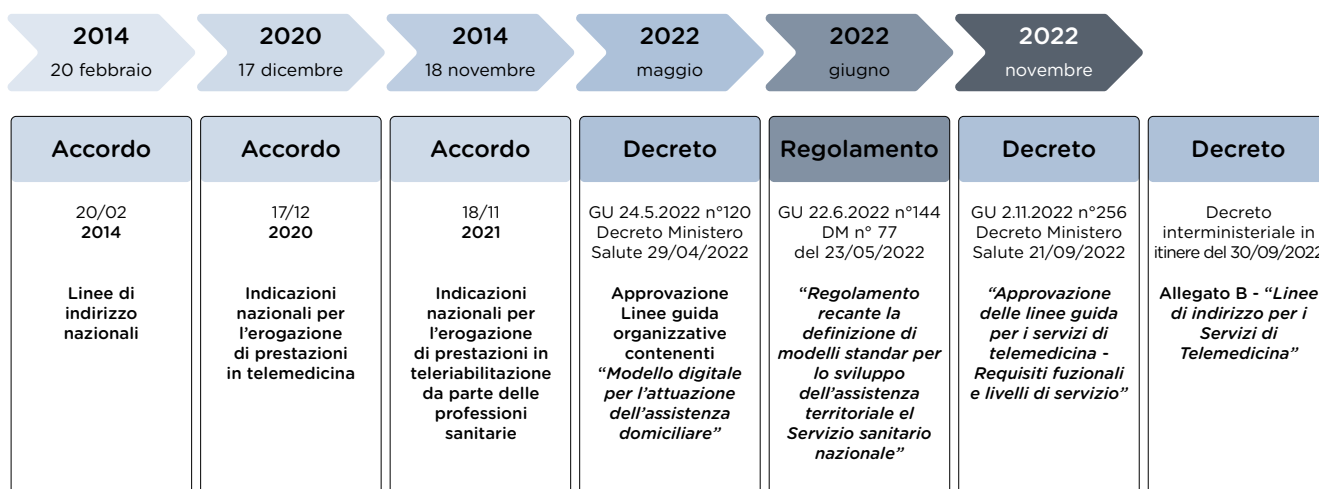 2014
20 febbraio
2020
17 dicembre
2014
18 novembre
2022
maggio
2022
giugno
2022
novembre
Accordo
20/02
2014
Linee di
indirizzo
nazionali
Accordo
17/12
2020
Indicazioni
nazionali per
l'erogazione
di prestazioni
in telemedicina
Accordo
18/11
2021
Indicazioni
nazionali per
l'erogazione
di prestazioni in
teleriabilitazione
da parte delle
professioni
sanitarie
Decreto
GU 24.5.2022 n°120
Decreto Ministero
Salute 29/04/2022
Approvazione
Linee guida
organizzative
contenenti
“Modello digitale
per l'attuazione
dell'assistenza
domiciliare”
Regolamento
GU 22.6.2022 n°144
DM n° 77
del 23/05/2022
“Regolamento
recante la
definizione di
modelli standar per
lo sviluppo
dell'assistenza
territoriale el
Servizio sanitario
nazionale”
Decreto
GU 2.11.2022 n°256
Decreto Ministero
Salute 21/09/2022
“Approvazione
delle linee guida
per i servizi di
telemedicina -
Requisiti fuzionali
e livelli di servizio”
Decreto
Decreto
interministeriale in
itinere del 30/09/2022
Allegato B - “Linee
di indirizzo per i
Servizi di
Telemedicina”